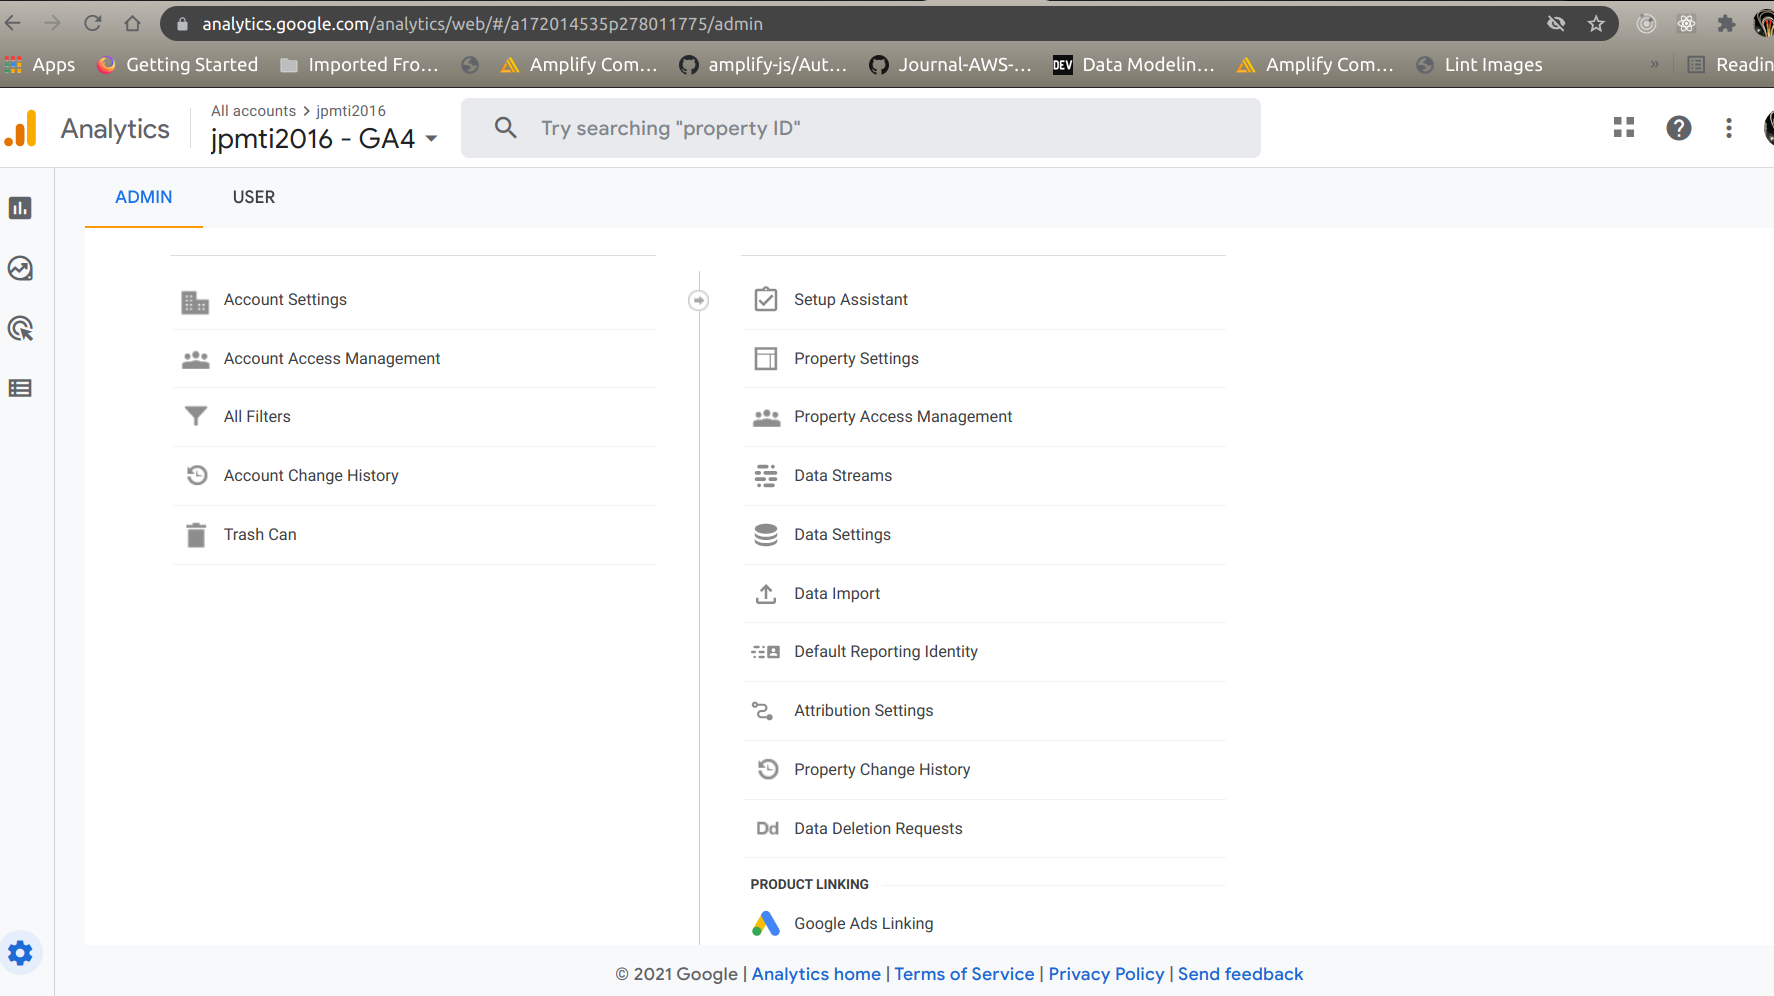 analytics.google.com/analytics/web/#/a172014535p278011775/admin
Apps Getting Started Imported Fro... Amplify Com... amplify-js/Aut... Journal-AWS-... DEV Data Modelin... Amplify Com... Lint Images » Readin
Analytics
All accounts > jpmti2016
jpmti2016 - GA4
Try searching "property ID"
ADMIN USER
Account Settings
Account Access Management
All Filters
Account Change History
Trash Can
Setup Assistant
Property Settings
Property Access Management
Data Streams
Data Settings
Data Import
Default Reporting Identity
Attribution Settings
Property Change History
Dd Data Deletion Requests
PRODUCT LINKING
Google Ads Linking
© 2021 Google | Analytics home | Terms of Service | Privacy Policy | Send feedback